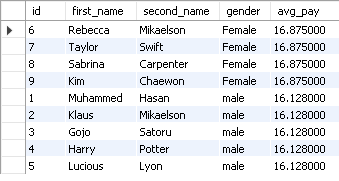 id first_name second_name gender avg_pay
6 Rebecca Mikaelson Female 16.875000
7 Taylor Swift Female 16.875000
8 Sabrina Carpenter Female 16.875000
9 Kim Chaewon Female 16.875000
1 Muhammed Hasan male 16.128000
2 Klaus Mikaelson male 16.128000
3 Gojo Satoru male 16.128000
4 Harry Potter male 16.128000
5 Lucious Lyon male 16.128000